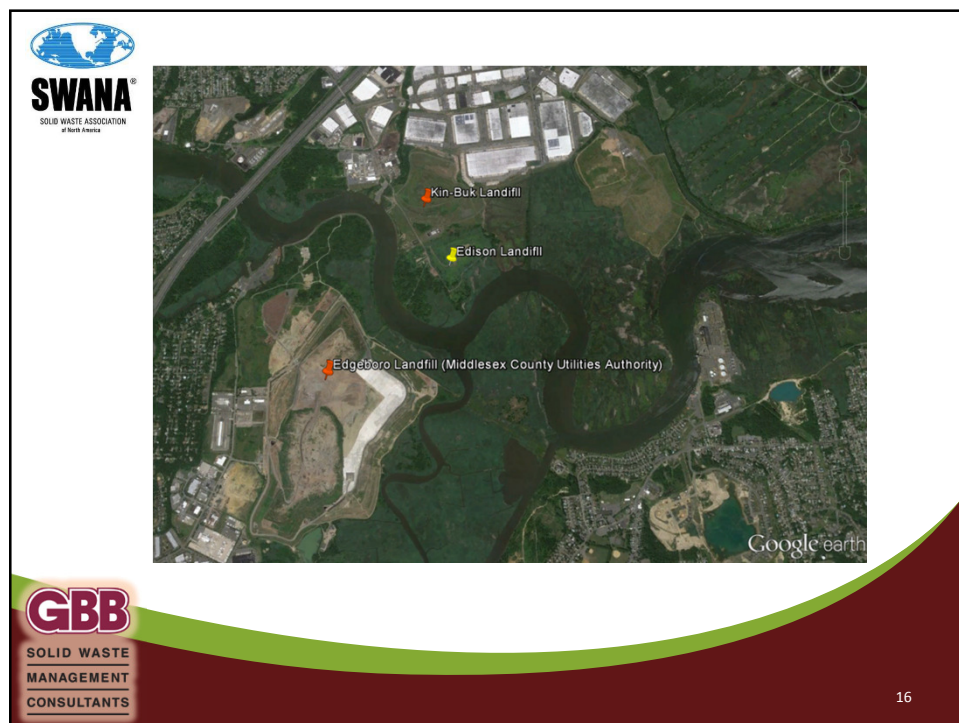 SWANA®
SOLID WASTE ASSOCIATION
of North America
Kin-Buk Landfill
Edison Landfill
Edgeboro Landfill (Middlesex County Utilities Authority)
Google earth
GBB
SOLID WASTE
MANAGEMENT
CONSULTANTS
16